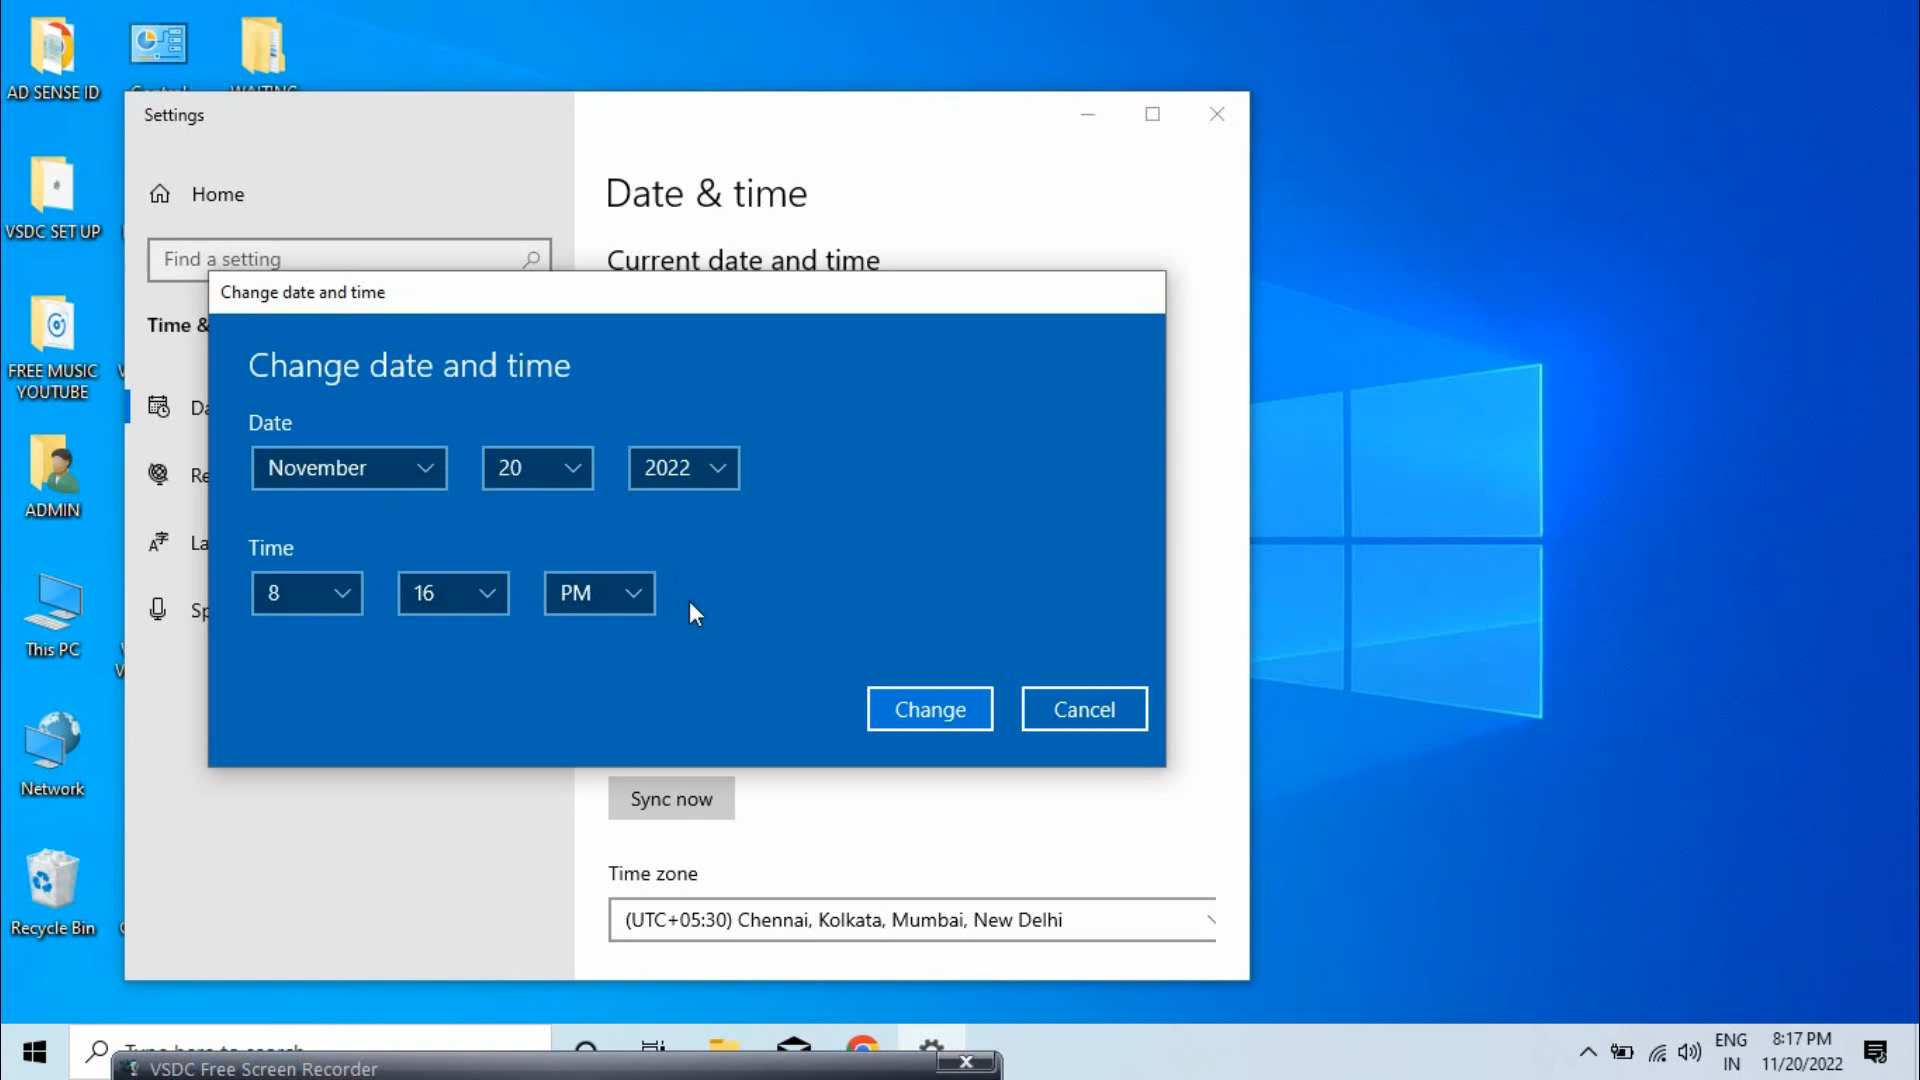 AD SENSE ID
VSDC SET UP
FREE MUSIC
YOUTUBE
ADMIN
This PC
Network
Recycle Bin
Settings
Home
Find a setting
Time &
Date & time
Current date and time
Change date and time
Change date and time
Date
November
20
2022
Time
8
16
PM
Change
Cancel
Sync now
Time zone
(UTC+05:30) Chennai, Kolkata, Mumbai, New Delhi
VSDC Free Screen Recorder
ENG
IN
8:17 PM
11/20/2022